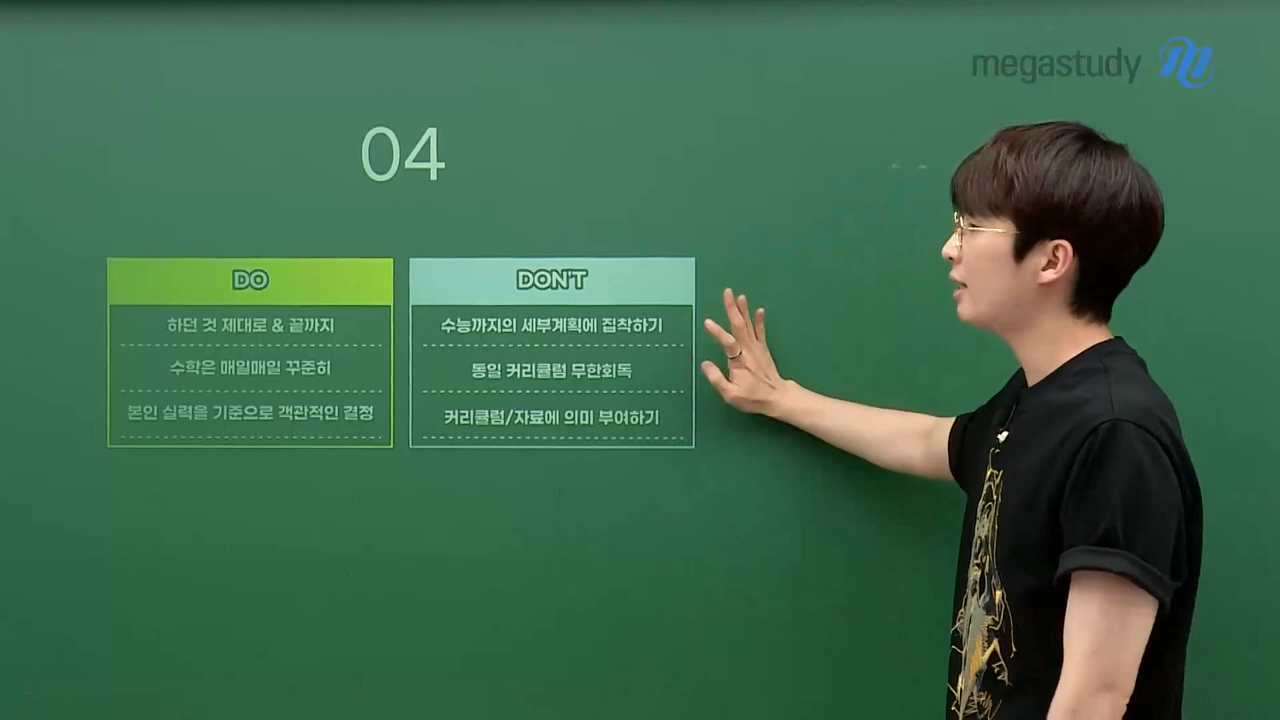 megastudy
04
DO
하던 것 제대로 & 끝까지
수학은 매일매일 꾸준히
본인 실력을 기준으로 객관적인 결정
DON'T
수능까지의 세부계획에 집착하기
동일 커리큘럼 무한회독
커리큘럼/자료에 의미 부여하기